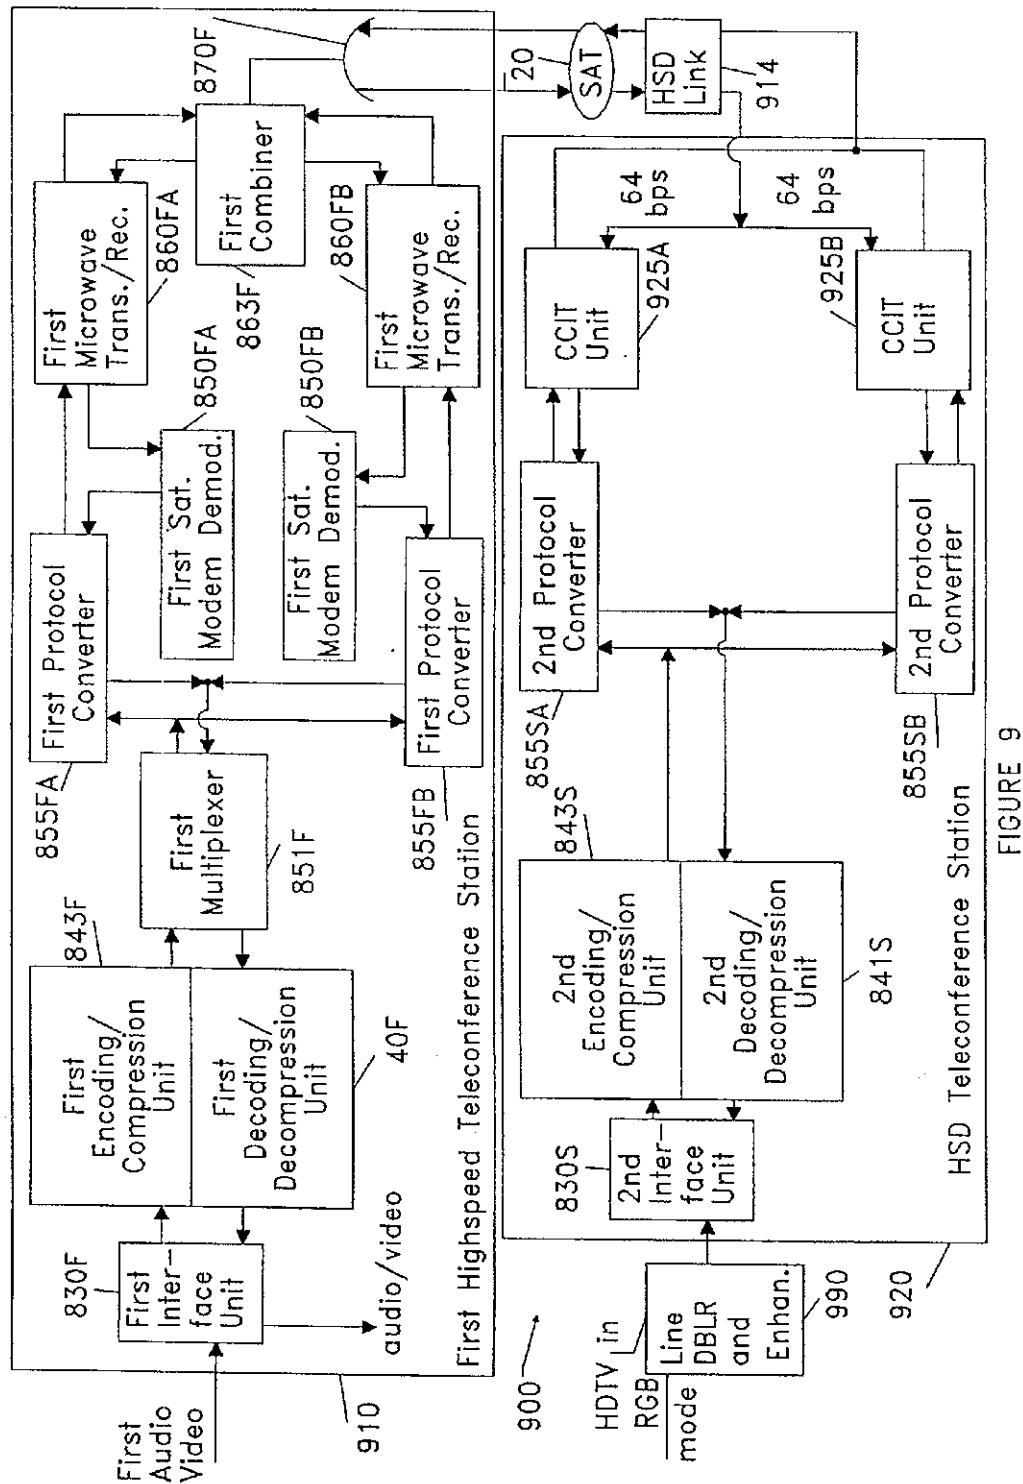 First
Audio
Video
910
830F
First
Inter-
face
Unit
audio/video
First
Encoding/
Compression
Unit
843F
First
Decoding/
Decompression
Unit
40F
First
Multiplexer
851F
855FA
First Protocol
Converter
855FB
First Protocol
Converter
First Sat.
Modem Demod.
850FA
First Sat.
Modem Demod.
850FB
First
Microwave
Trans./Rec.
860FA
First
Combiner
863F
First
Microwave
Trans./Rec.
860FB
870F
First Highspeed Teleconference Station
20
SAT
HSD
Link
914
900
HDTV in
RGB
mode
Line
DBLR
and
Enhan.
990
920
830S
2nd
Inter-
face
Unit
2nd
Encoding/
Compression
Unit
843S
2nd
Decoding/
Decompression
Unit
841S
855SA
2nd Protocol
Converter
855SB
2nd Protocol
Converter
CCIT
Unit
925A
64
bps
64
bps
925B
CCIT
Unit
HSD Teleconference Station
FIGURE 9